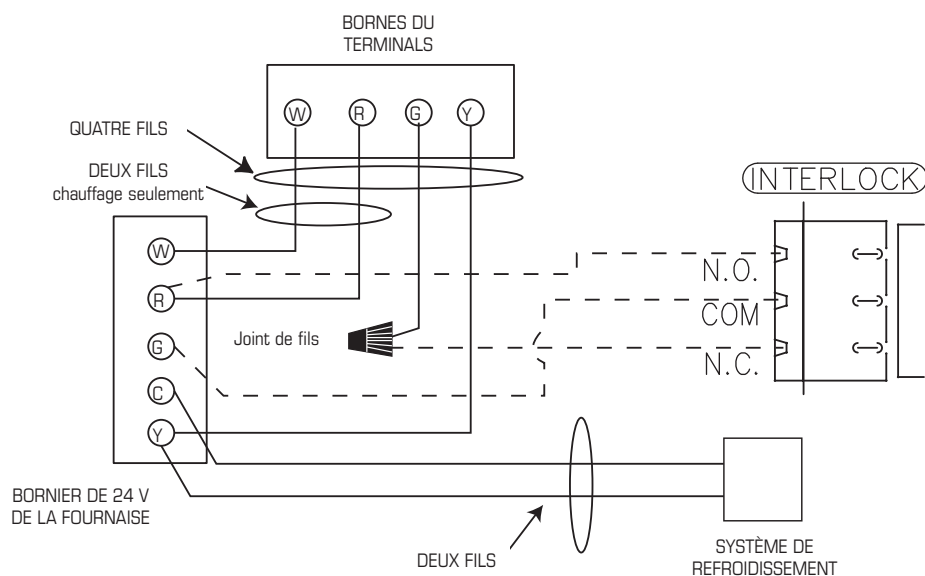 BORNES DU
TERMINALS
W R G Y
QUATRE FILS
DEUX FILS
chauffage seulement
INTERLOCK
W
R
G
C
Y
N.O.
COM
N.C.
Joint de fils
BORNIER DE 24 V
DE LA FOURNAISE
DEUX FILS
SYSTÈME DE
REFROIDISSEMENT